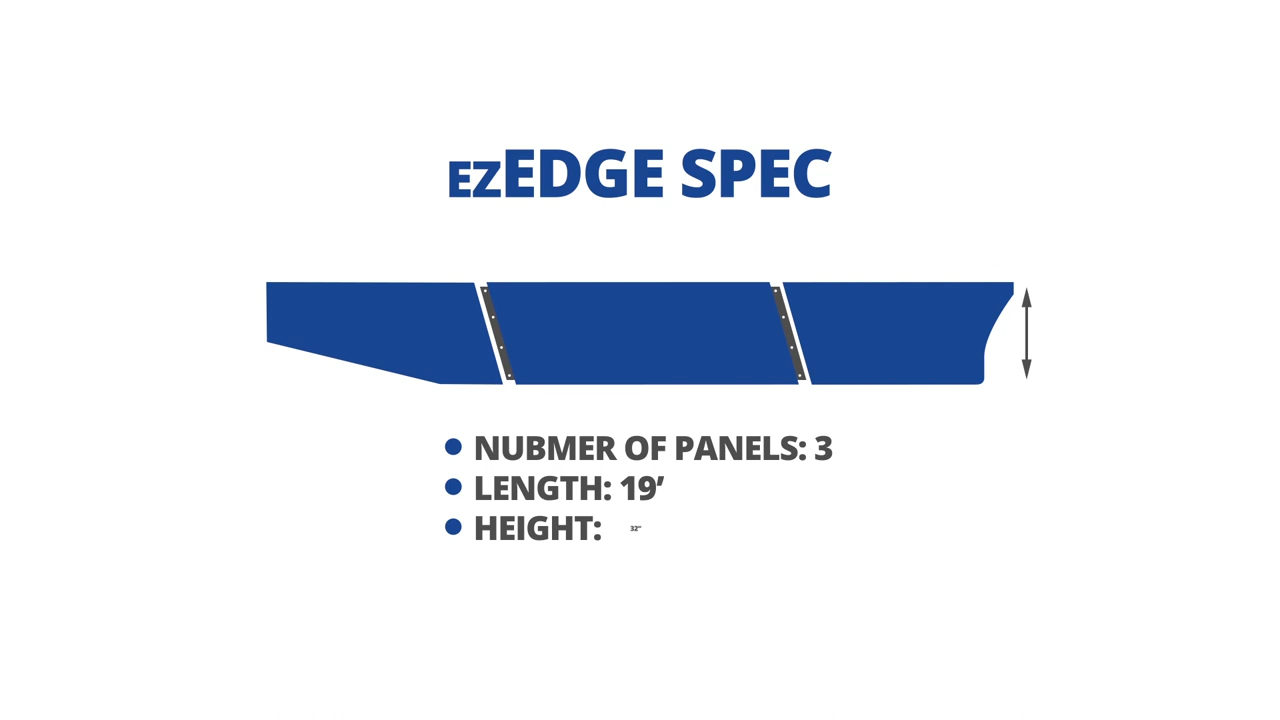 EZEDGE SPEC
NUBMER OF PANELS: 3
LENGTH: 19’
HEIGHT: 32”